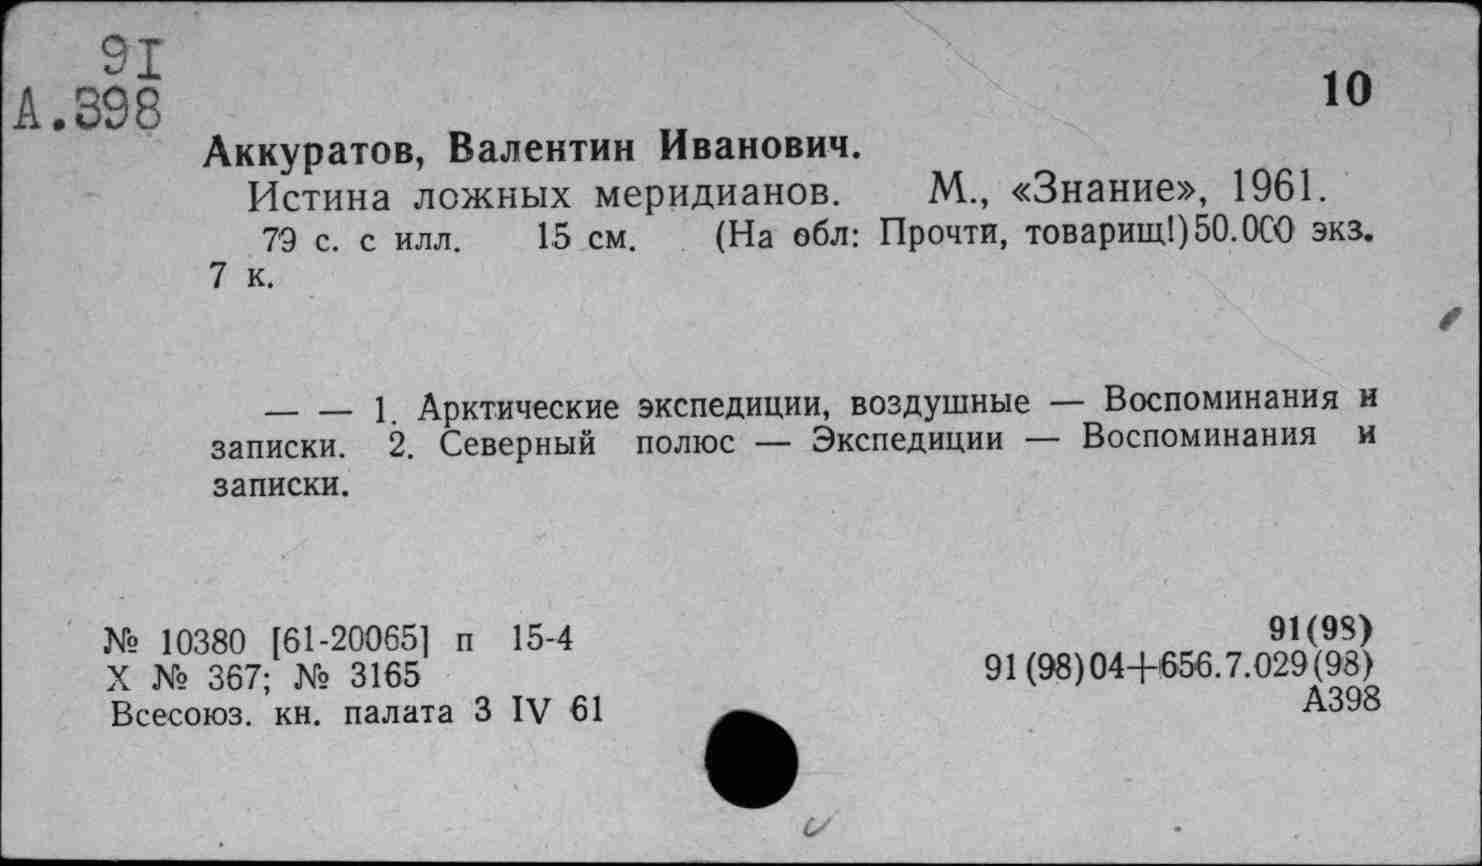 91
А.398
10
Аккуратов, Валентин Иванович.
Истина ложных меридианов. М., «Знание», 1961.
79 с. с илл. 15 см. (На обл: Прочти, товарищ!) 50.000 экз.
7 к.
— — 1. Арктические экспедиции, воздушные — Воспоминания и
записки. 2. Северный полюс — Экспедиции — Воспоминания и
записки.
№ 10380 [61-20065] п 15-4
X № 367; № 3165
Всесоюз. кн. палата 3 IV 61
91(98)
91(98)04+656.7.029(98)
А398